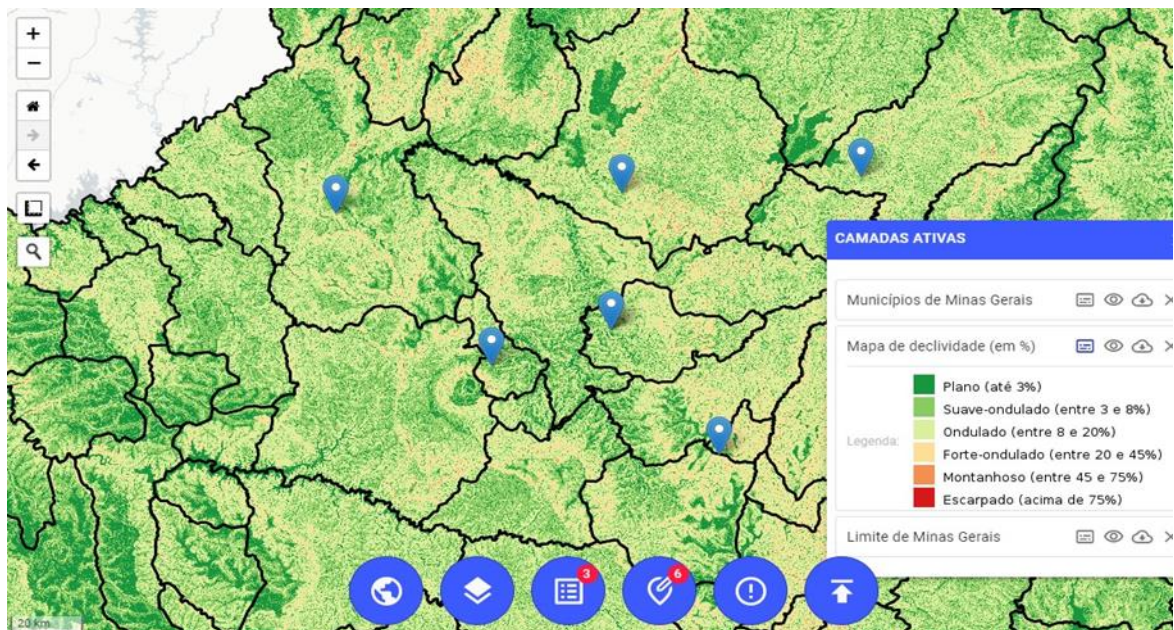 +
−
CAMADAS ATIVAS
Municípios de Minas Gerais
Mapa de declividade (em %)
Legenda:
Plano (até 3%)
Suave-ondulado (entre 3 e 8%)
Ondulado (entre 8 e 20%)
Forte-ondulado (entre 20 e 45%)
Montanhoso (entre 45 e 75%)
Escarpado (acima de 75%)
Limite de Minas Gerais
3
6
20 km